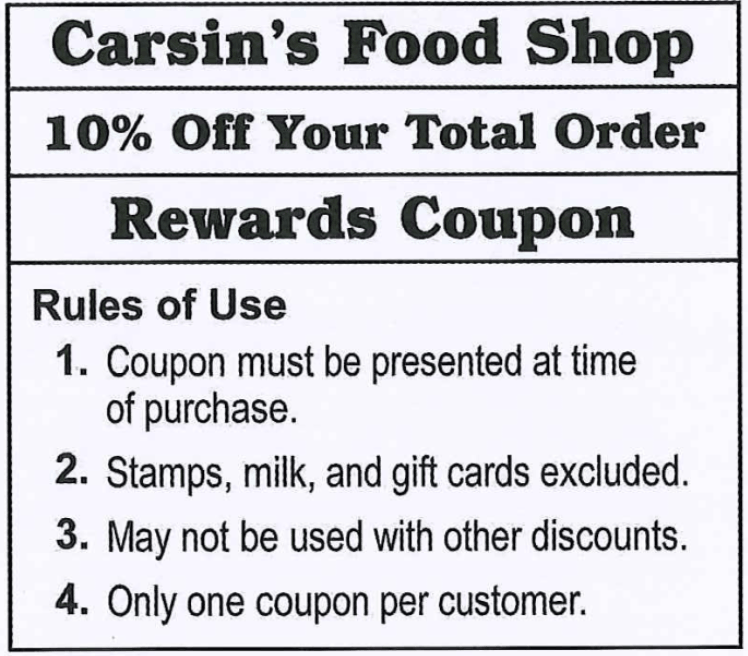 Carsin's Food Shop
10% Off Your Total Order
Rewards Coupon
Rules of Use
1. Coupon must be presented at time
of purchase.
2. Stamps, milk, and gift cards excluded.
3. May not be used with other discounts.
4. Only one coupon per customer.